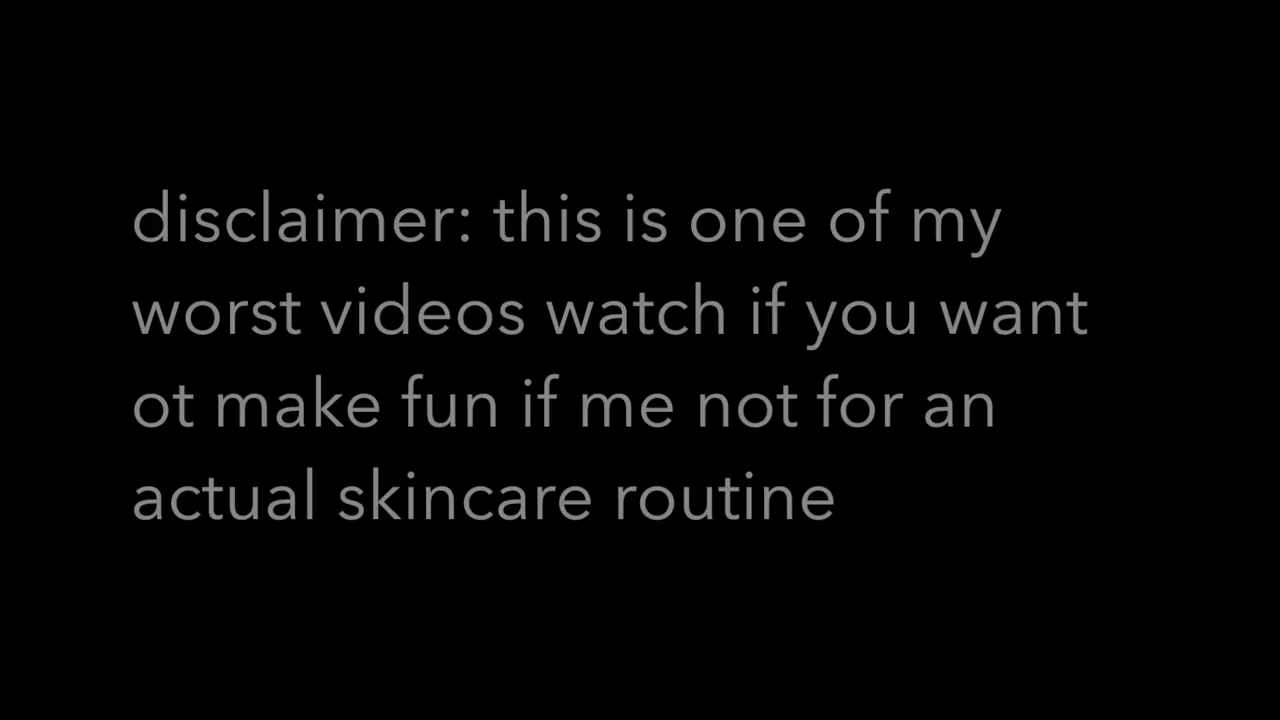 disclaimer: this is one of my
worst videos watch if you want
ot make fun if me not for an
actual skincare routine